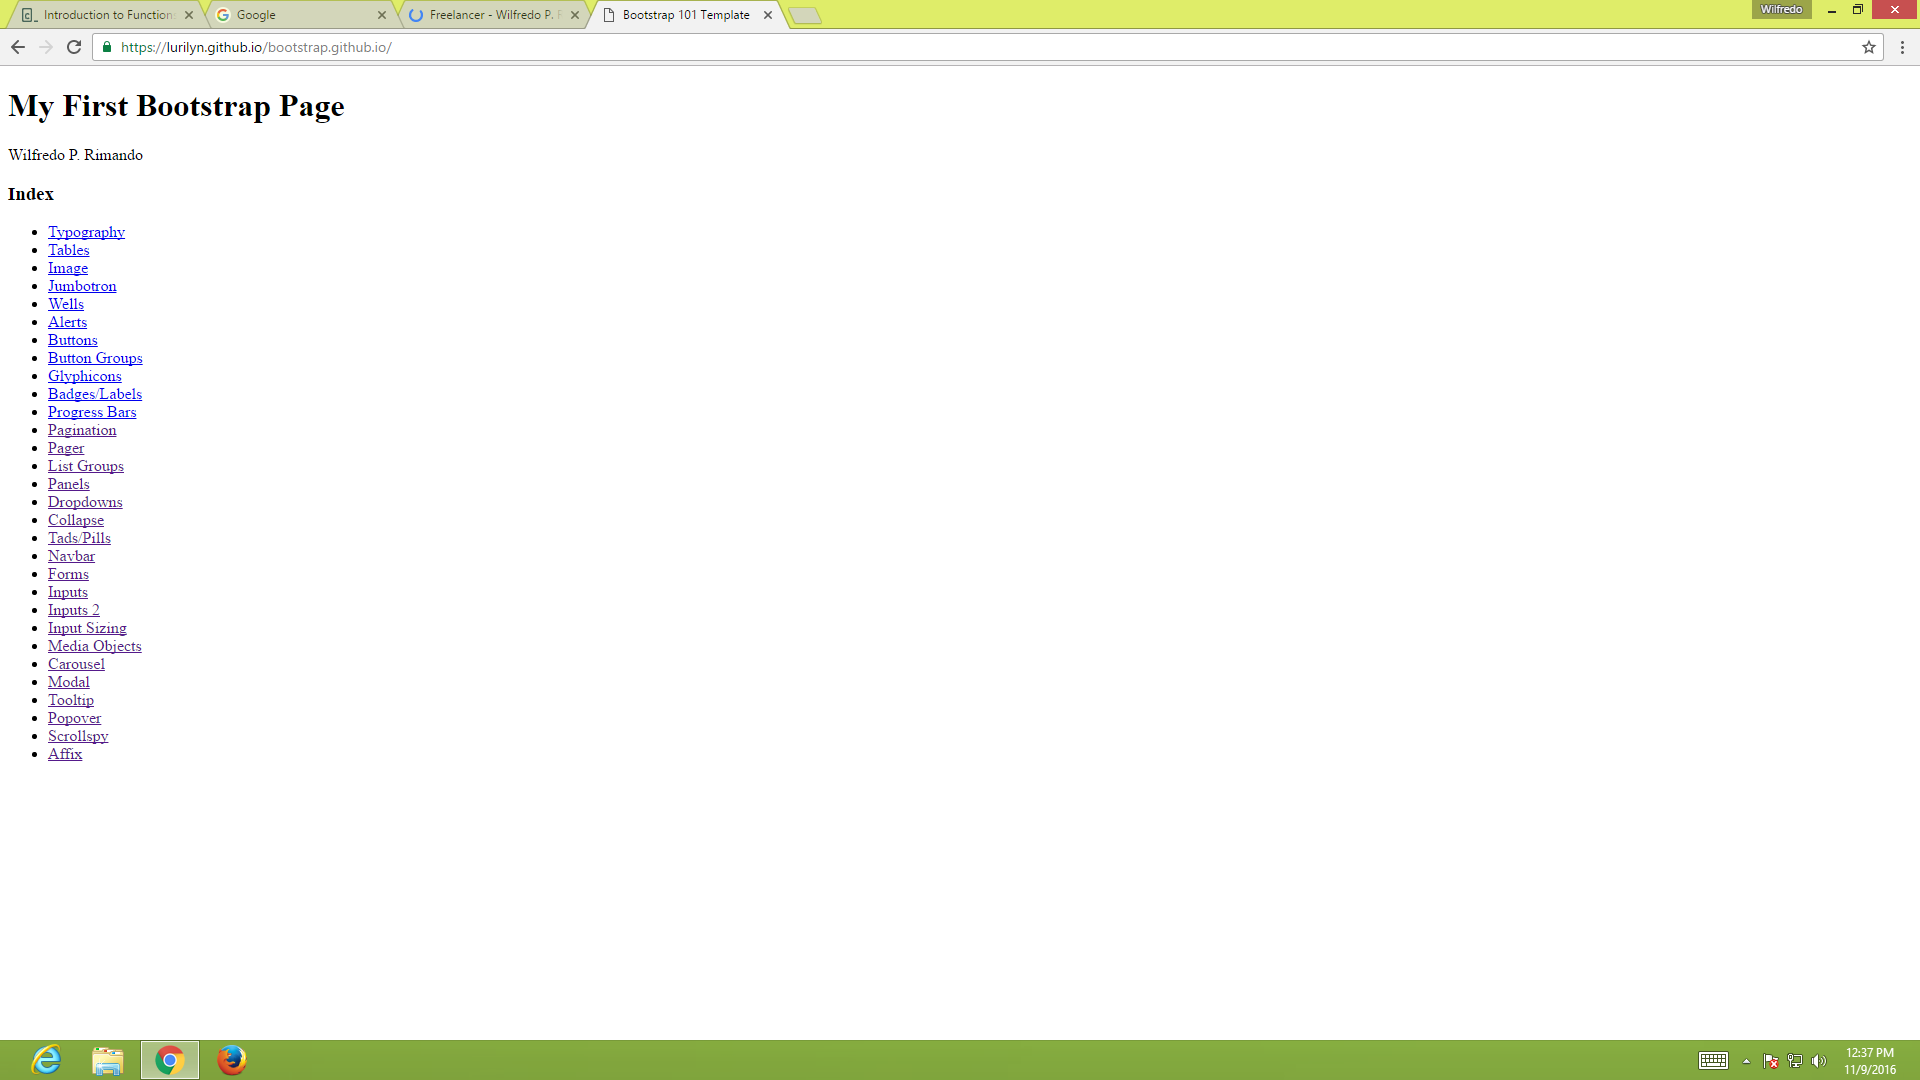 Introduction to Function
Google
Freelancer - Wilfredo P. R
Bootstrap 101 Template
Wilfredo
https://lurilyn.github.io/bootstrap.github.io/
My First Bootstrap Page
Wilfredo P. Rimando
Index
Typography
Tables
Image
Jumbotron
Wells
Alerts
Buttons
Button Groups
Glyphicons
Badges/Labels
Progress Bars
Pagination
Pager
List Groups
Panels
Dropdowns
Collapse
Tads/Pills
Navbar
Forms
Inputs
Inputs 2
Input Sizing
Media Objects
Carousel
Modal
Tooltip
Popover
Scrollspy
Affix
12:37 PM
11/9/2016